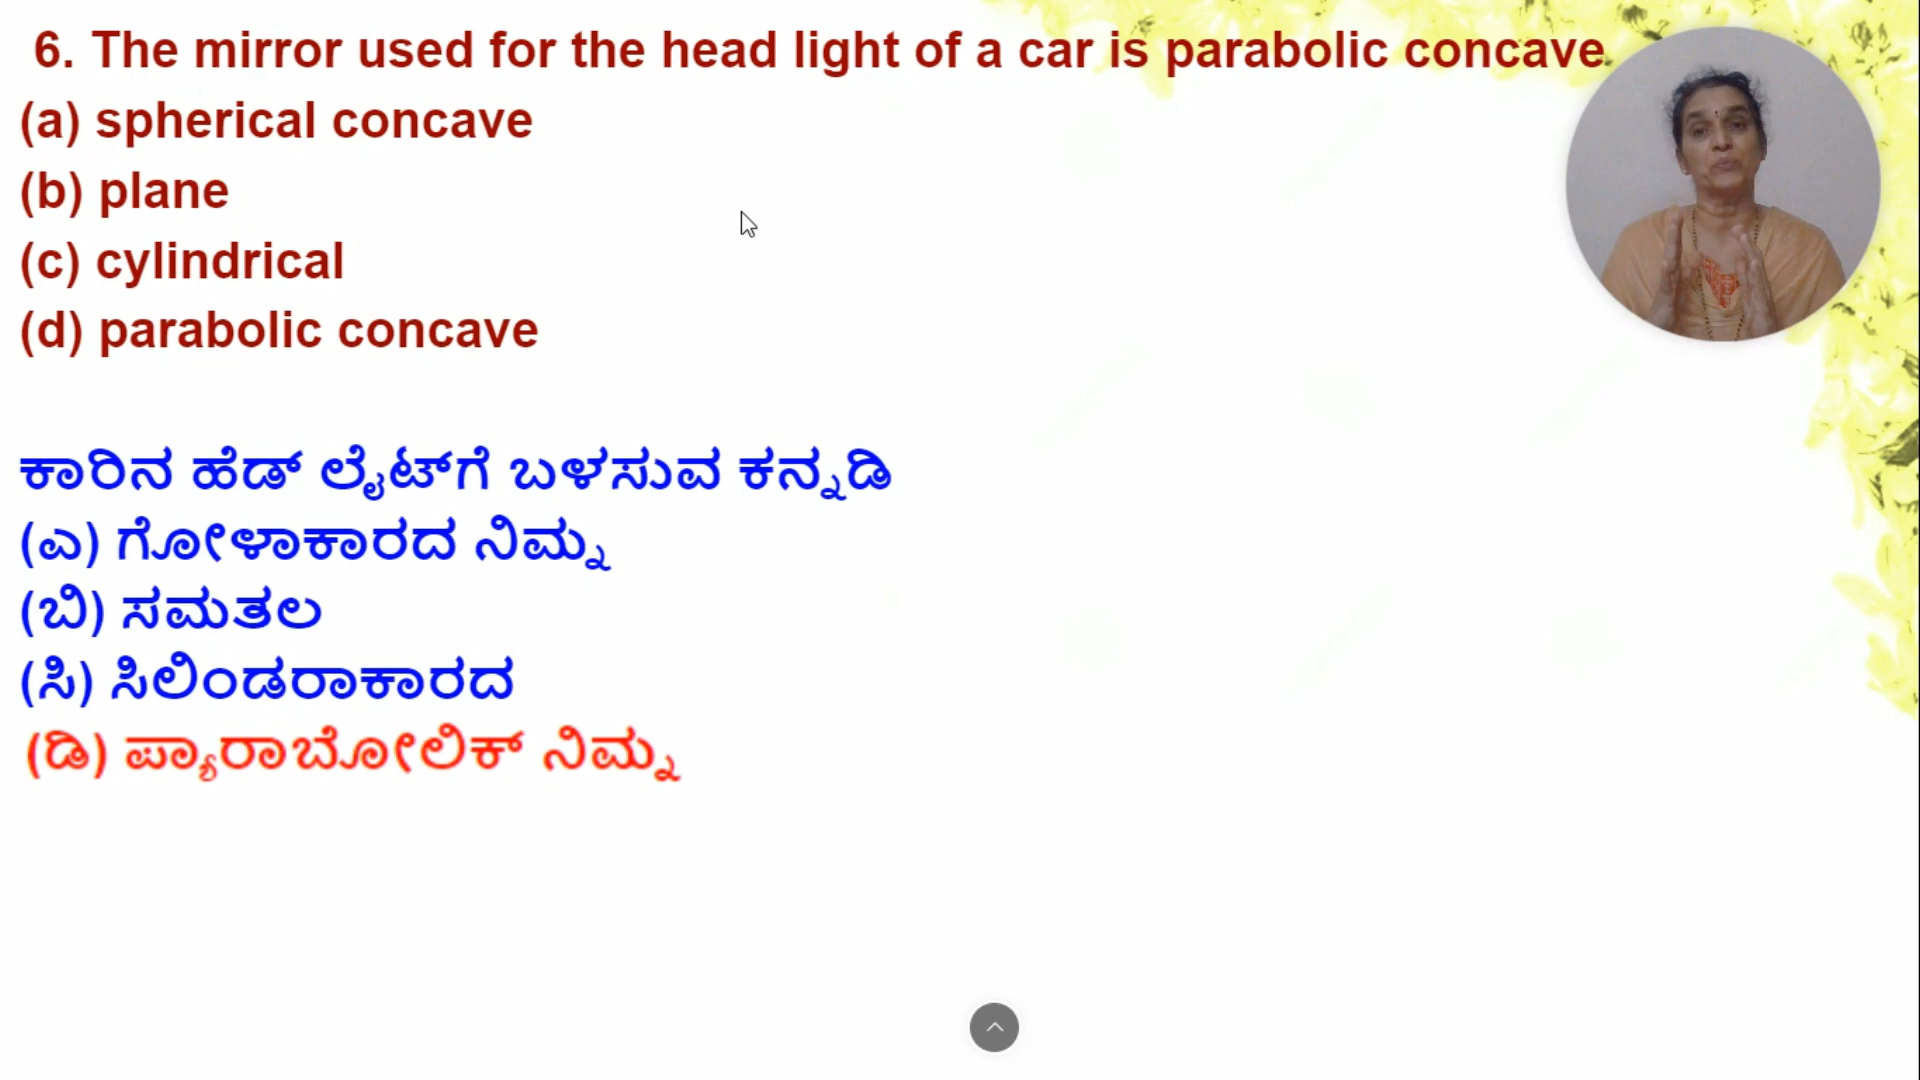 6. The mirror used for the head light of a car is parabolic concave.
(a) spherical concave
(b) plane
(c) cylindrical
(d) parabolic concave
ಕಾರಿನ ಹೆಡ್ ಲೈಟ್‌ಗೆ ಬಳಸುವ ಕನ್ನಡಿ
(ಎ) ಗೋಳಾಕಾರದ ನಿಮ್ನ
(ಬಿ) ಸಮತಲ
(ಸಿ) ಸಿಲಿಂಡರಾಕಾರದ
(ಡಿ) ಪ್ಯಾರಾಬೋಲಿಕ್ ನಿಮ್ನ